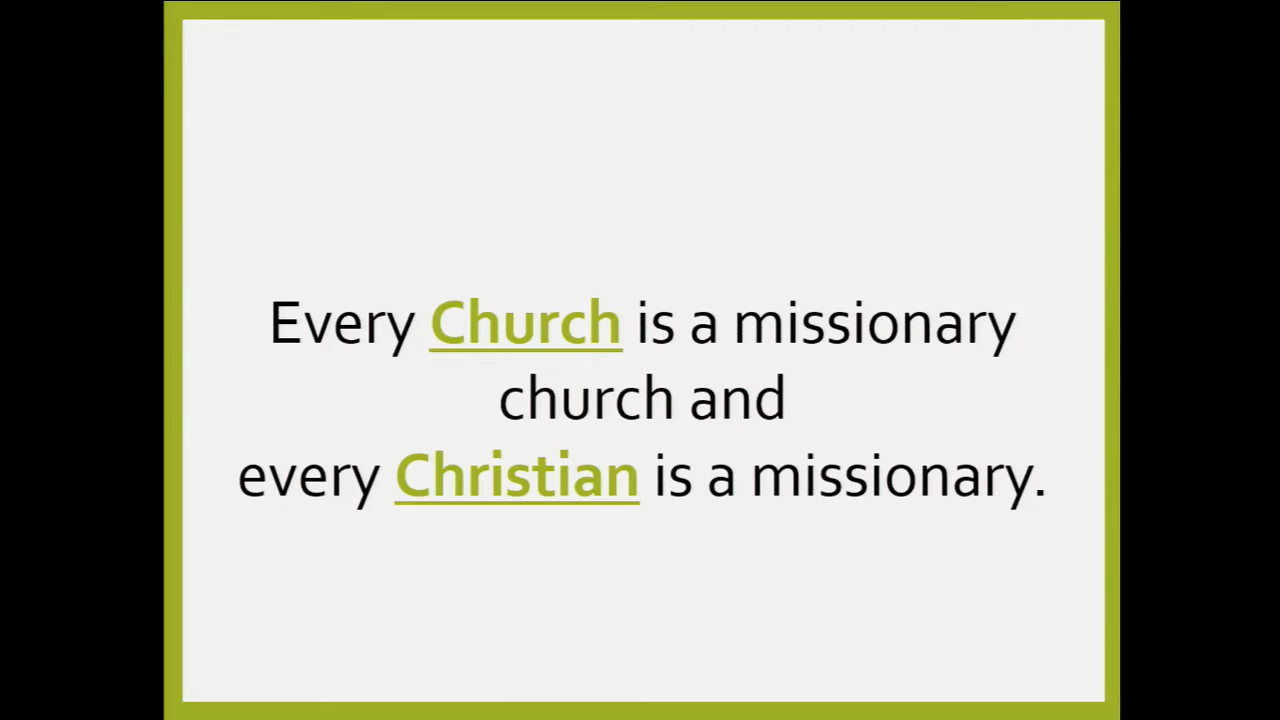 Every Church is a missionary
church and
every Christian is a missionary.